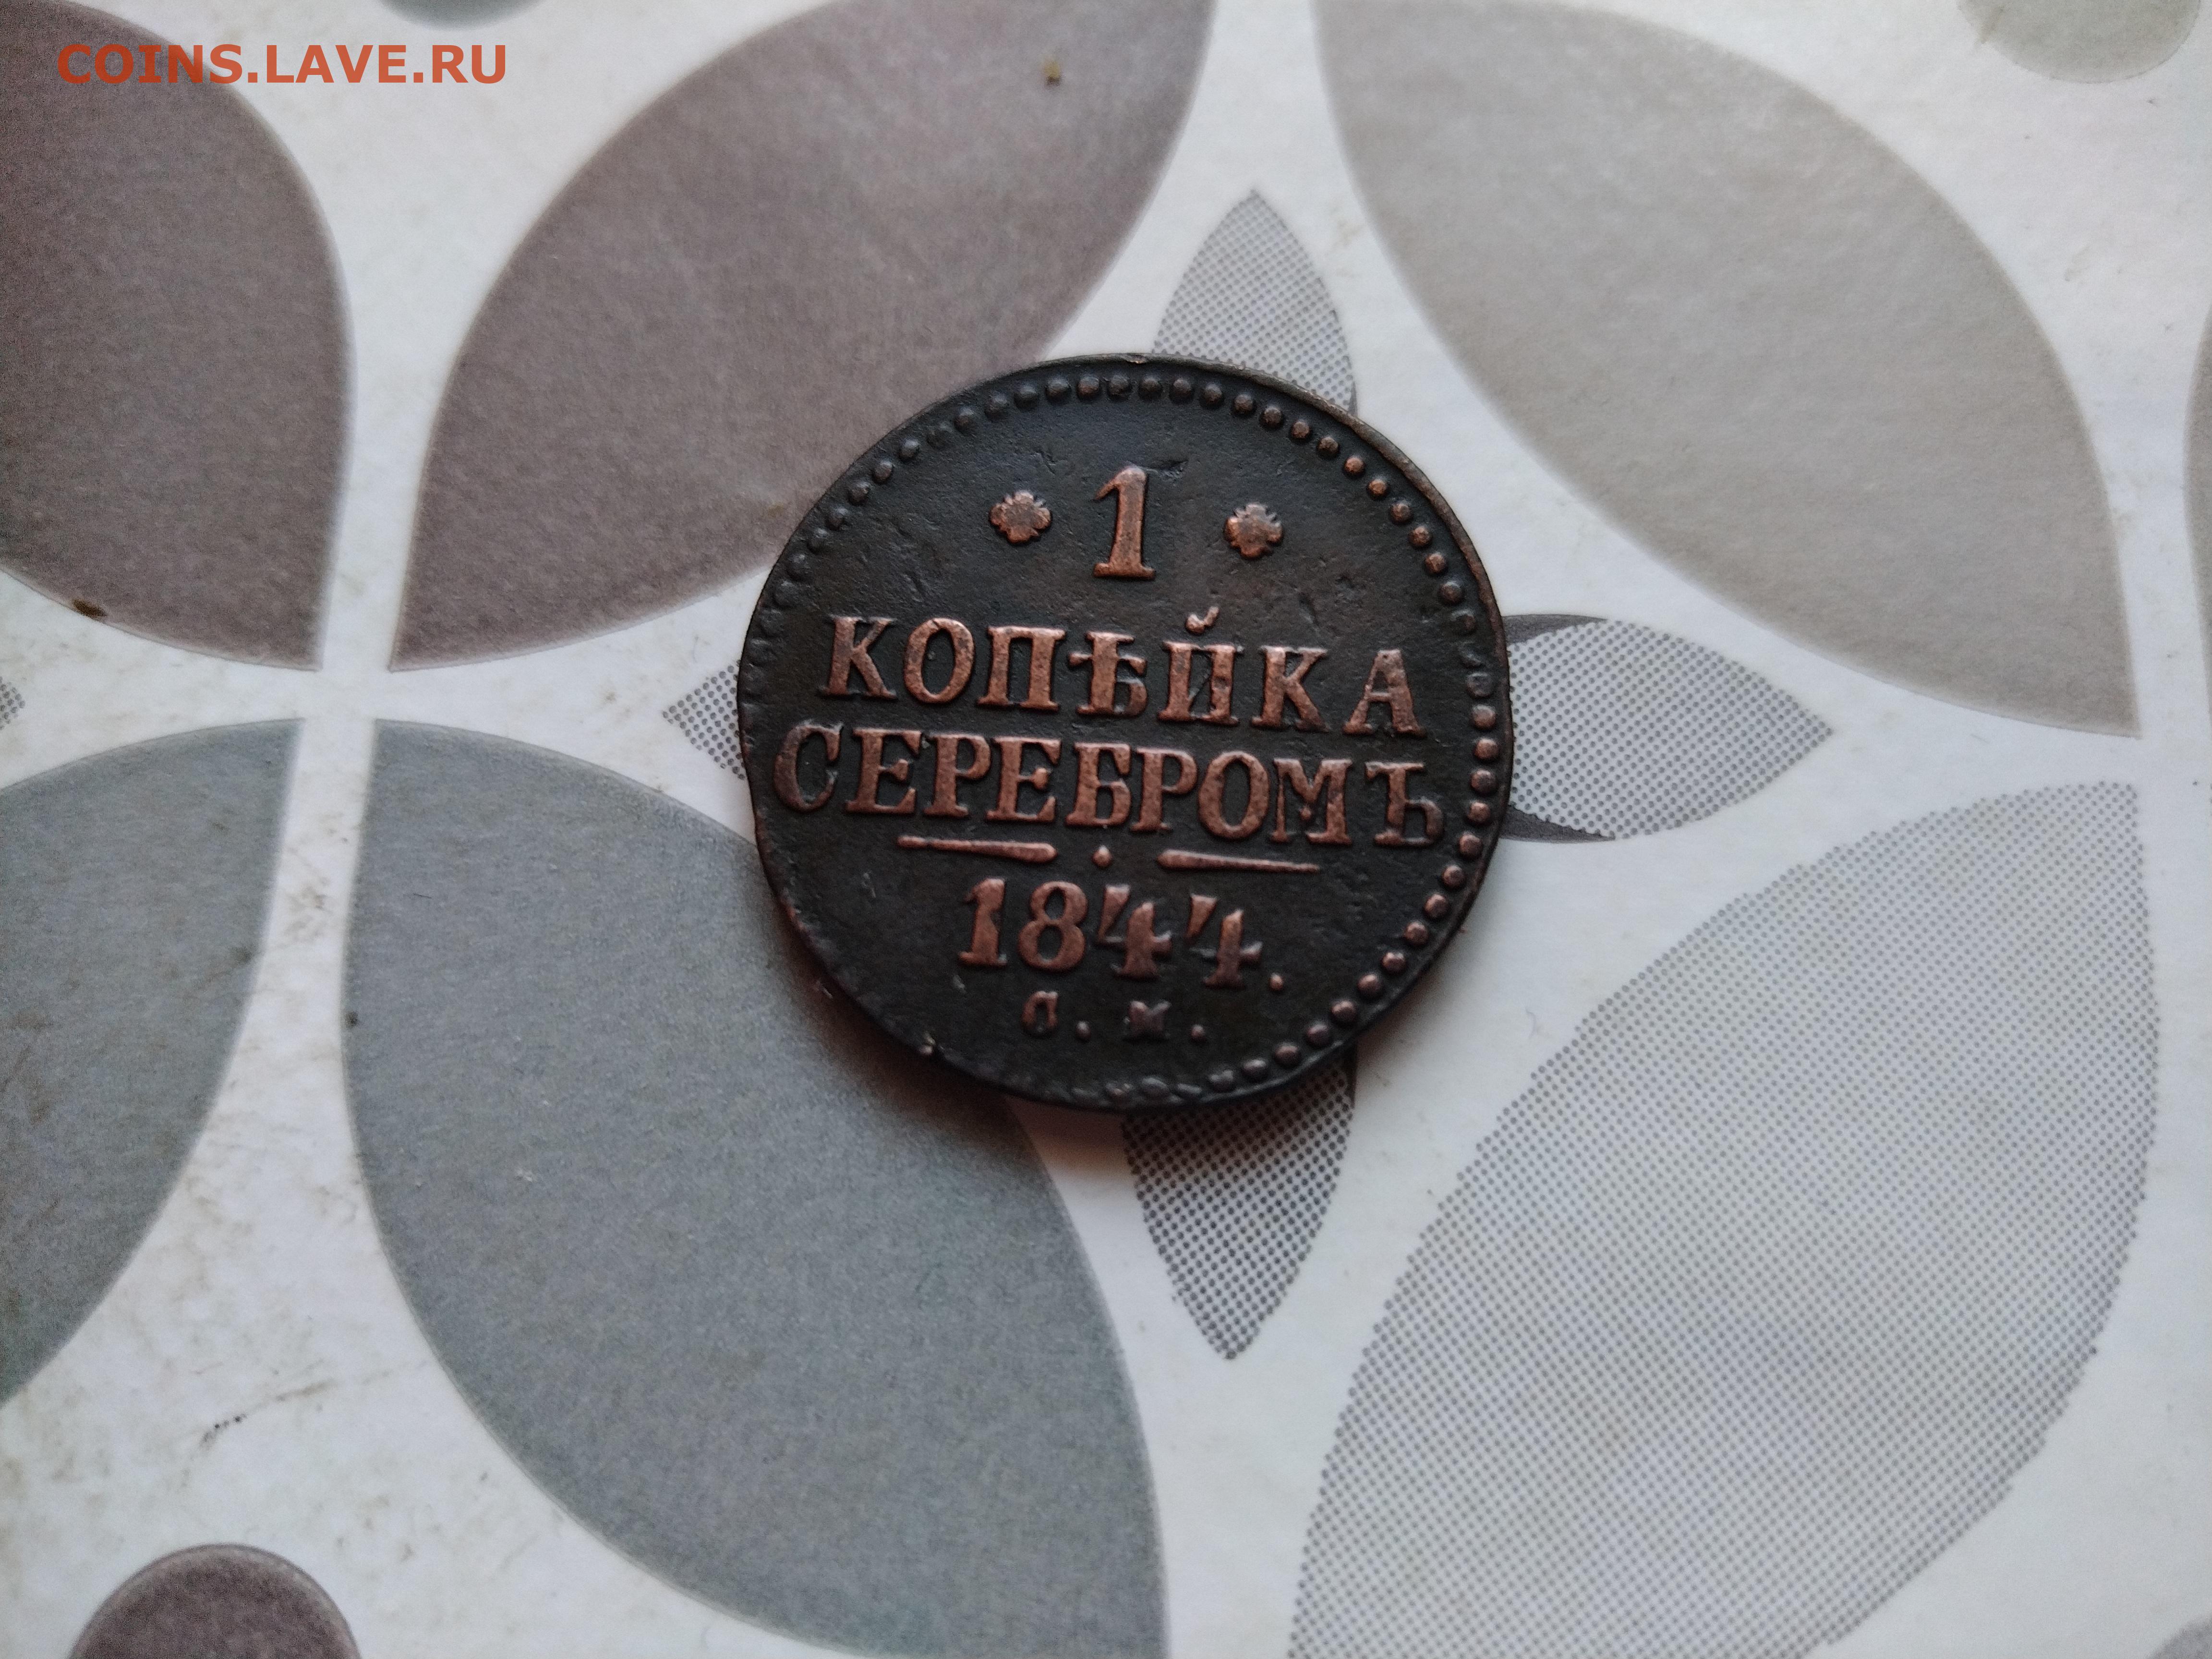 COINS.LAVE.RU
1
КОПѢЙКА
СЕРЕБРОМЪ
1844.
С. М.